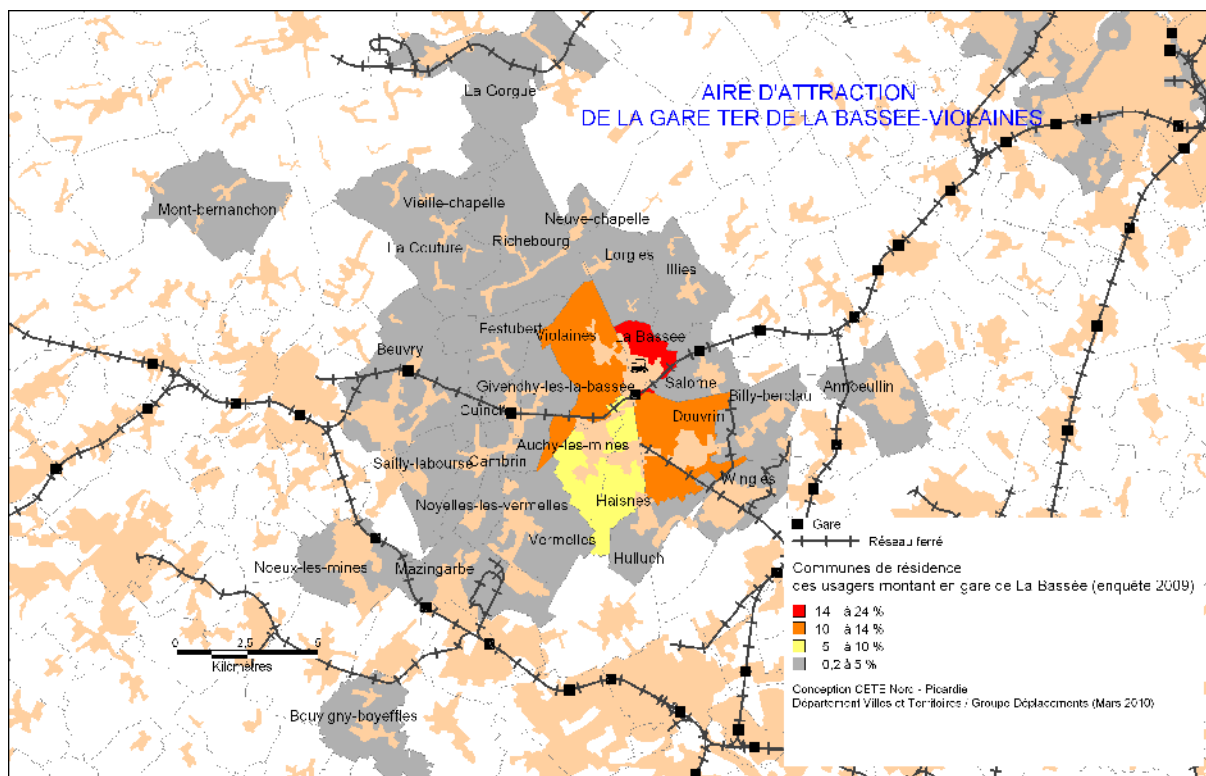 La Gorgue
AIRE D'ATTRACTION
DE LA GARE TER DE LA BASSEE-VIOLAINES
Mont-bernanchon
Vieille-chapelle
Neuve-chapelle
La Couture
Richebourg
Lorgies
Illies
Festubert
Violaines
La Bassee
Beuvry
Givenchy-les-la-bassee
Salome
Billy-berclau
Annoeullin
Cuinchy
Douvrin
Auchy-les-mines
Sailly-labourse
Cambrin
Wingles
Noyelles-les-vermelles
Haisnes
Vermelles
Hulluch
Noeux-les-mines
Mazingarbe
Bouvigny-boyeffles
0 2,5 5
Kilomètres
Gare
Réseau ferré
Communes de résidence
des usagers montant en gare de La Bassée (enquête 2009)
14 à 24 %
10 à 14 %
5 à 10 %
0,2 à 5 %
Conception CETE Nord - Picardie
Département Villes et Territoires / Groupe Déplacements (Mars 2010)